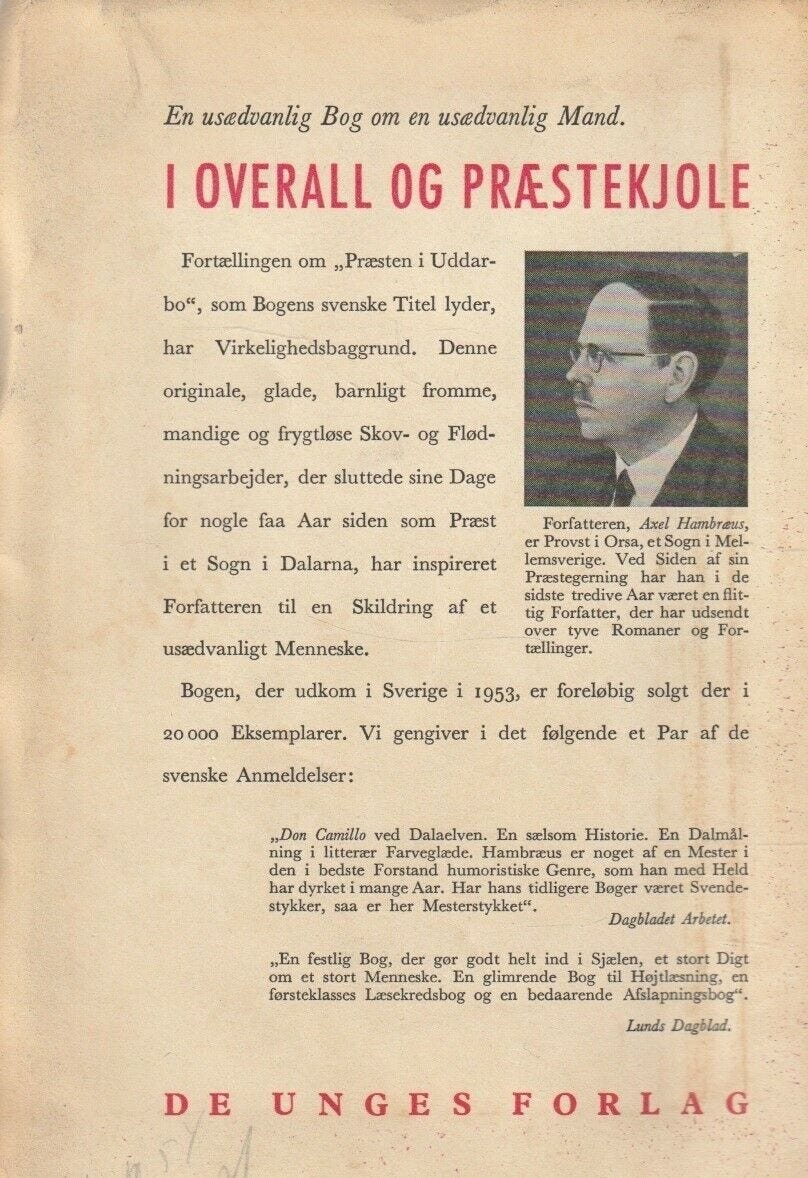 En usædvanlig Bog om en usædvanlig Mand.
I OVERALL OG PRÆSTEKJOLE
Fortællingen om „Præsten i Uddar-
bo“, som Bogens svenske Titel lyder,
har Virkelighedsbaggrund. Denne
originale, glade, barnligt fromme,
mandige og frygtløse Skov- og Flød-
ningsarbejder, der sluttede sine Dage
for nogle faa Aar siden som Præst
i et Sogn i Dalarna, har inspireret
Forfatteren til en Skildring af et
usædvanligt Menneske.
Forfatteren, Axel Hambræus,
er Provst i Orsa, et Sogn i Mel-
lemsverige. Ved Siden af sin
Præstegerning har han i de
sidste tredive Aar været en flit-
tig Forfatter, der har udsendt
over tyve Romaner og For-
tællinger.
Bogen, der udkom i Sverige i 1953, er foreløbig solgt der i
20 000 Eksemplarer. Vi gengiver i det følgende et Par af de
svenske Anmeldelser:
„Don Camillo ved Dalaelven. En sælsom Historie. En Dalmål-
ning i litterær Farveglæde. Hambræus er noget af en Mester i
den i bedste Forstand humoristiske Genre, som han med Held
har dyrket i mange Aar. Har hans tidligere Bøger været Svende-
stykker, saa er her Mesterstykket“.
Dagbladet Arbetet.
„En festlig Bog, der gør godt helt ind i Sjælen, et stort Digt
om et stort Menneske. En glimrende Bog til Højtlæsning, en
førsteklasses Læsekredsbog og en bedaarende Afslapningsbog“.
Lunds Dagblad.
DE UNGES FORLAG